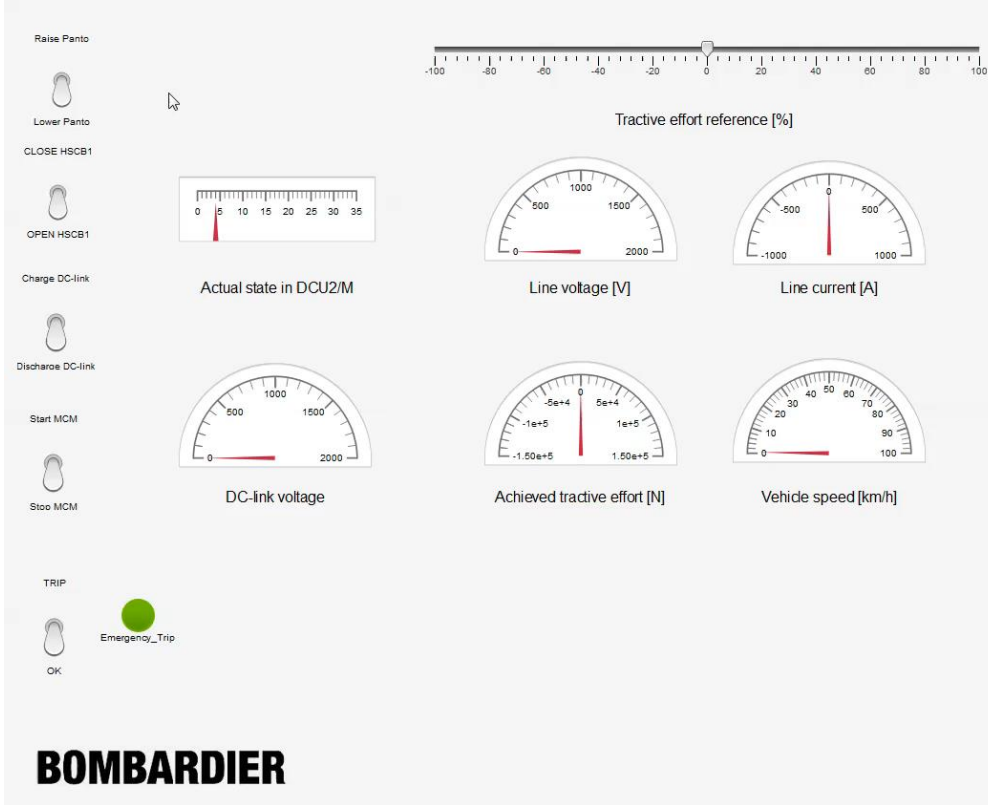 Raise Panto
Lower Panto
-100 -80 -60 -40 -20 0 20 40 60 80 100
Tractive effort reference [%]
CLOSE HSCB1
OPEN HSCB1
0 5 10 15 20 25 30 35
Actual state in DCU2/M
0 500 1000 1500 2000
Line voltage [V]
-1000 -500 0 500 1000
Line current [A]
Charge DC-link
Discharge DC-link
0 500 1000 1500 2000
DC-link voltage
-1.50e+5 -1e+5 -5e+4 0 5e+4 1e+5 1.50e+5
Achieved tractive effort [N]
0 10 20 30 40 50 60 70 80 90 100
Vehicle speed [km/h]
Start MCM
Stop MCM
TRIP
OK
Emergency_Trip
BOMBARDIER